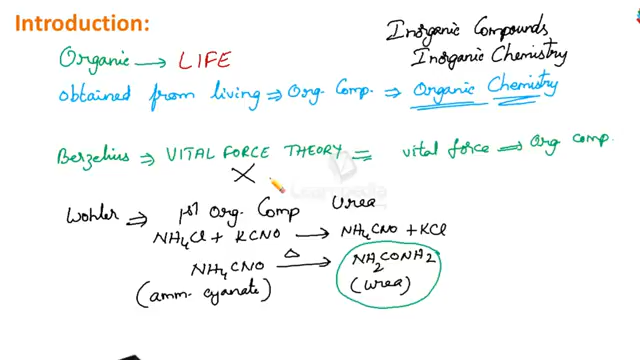 Introduction:
Inorganic Compounds
Organic → LIFE
Inorganic Chemistry
obtained from living ⇒ Org. Comp. ⇒ Organic Chemistry
Berzelius ⇒ VITAL FORCE THEORY = vital force ⇒ Org comp.
X
Learnpedia
Wohler ⇒ 1st Org. Comp Urea
NH4Cl + KCNO → NH4CNO + KCl
NH4CNO Δ→ NH2CONH2
(amm. cyanate) (urea)